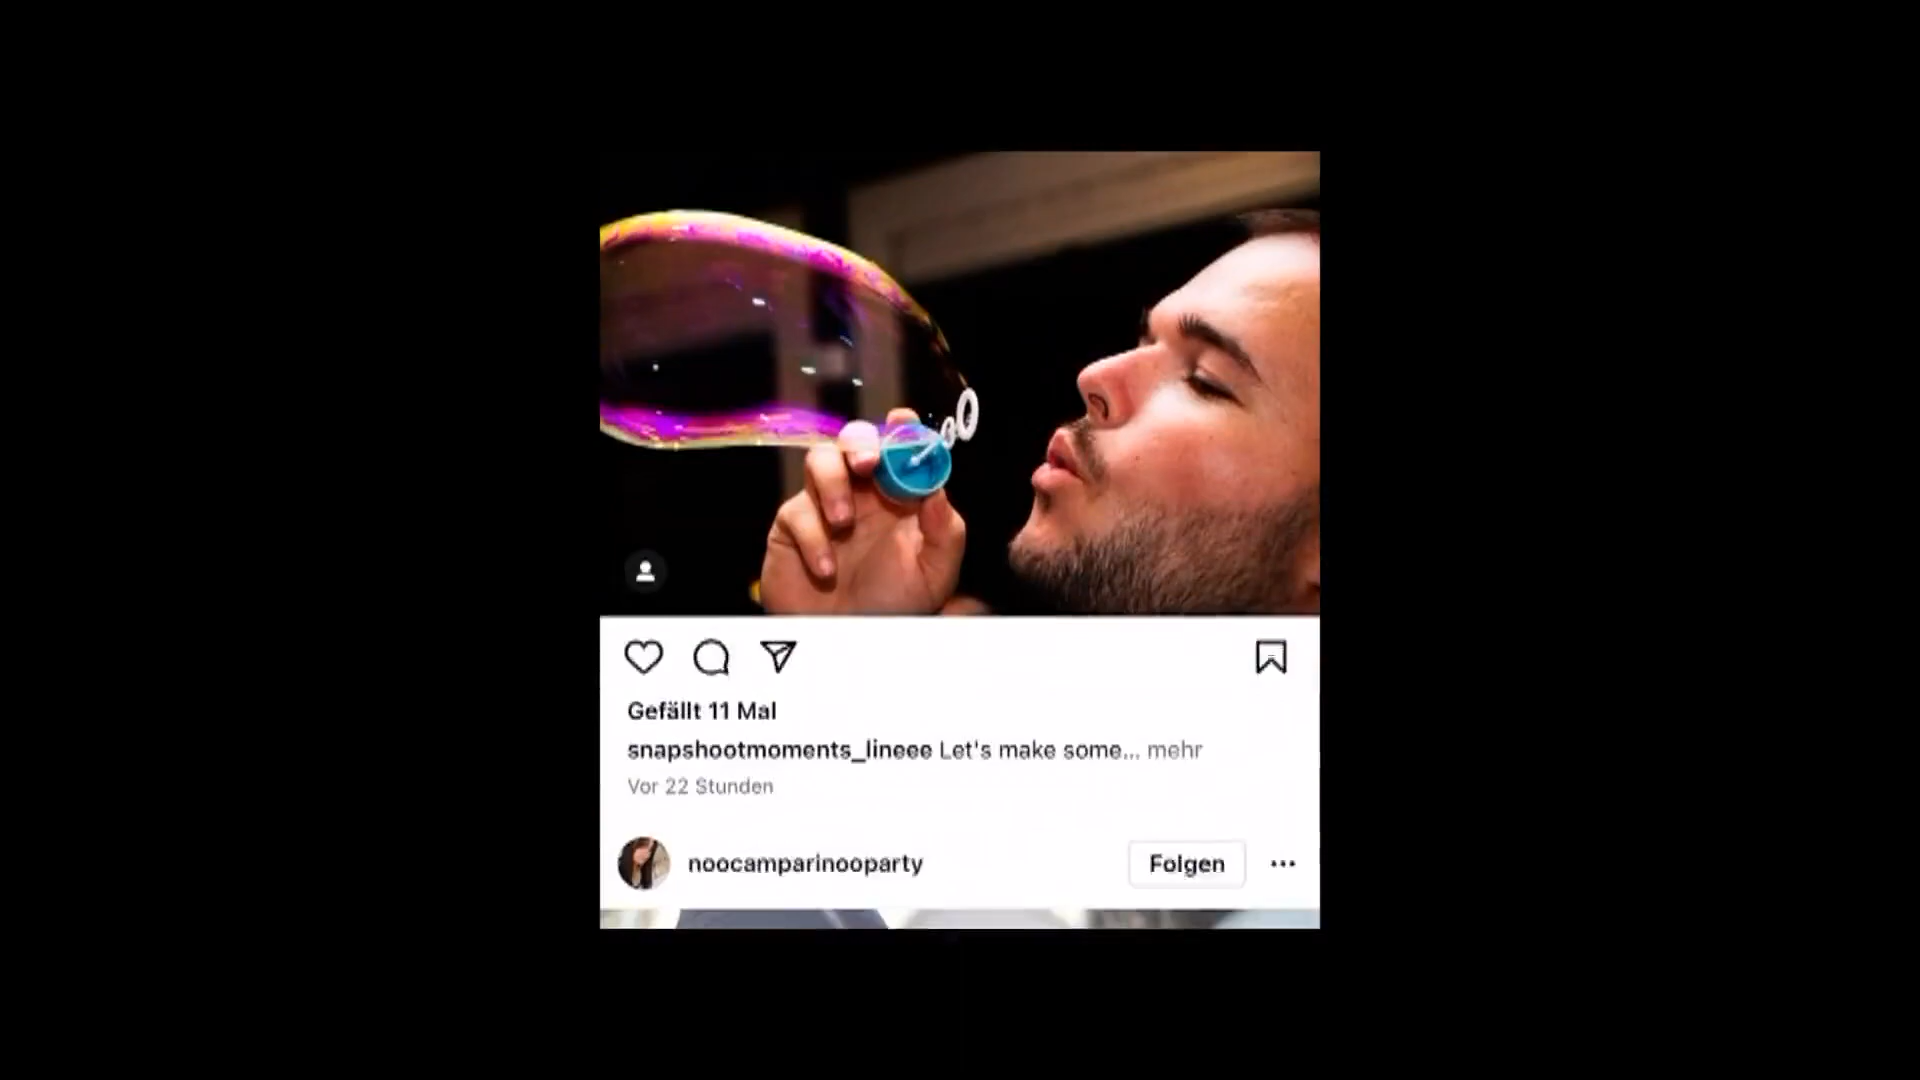 Gefällt 11 Mal
snapshootmoments_lineee Let's make some... mehr
Vor 22 Stunden
noocamparinooparty Folgen